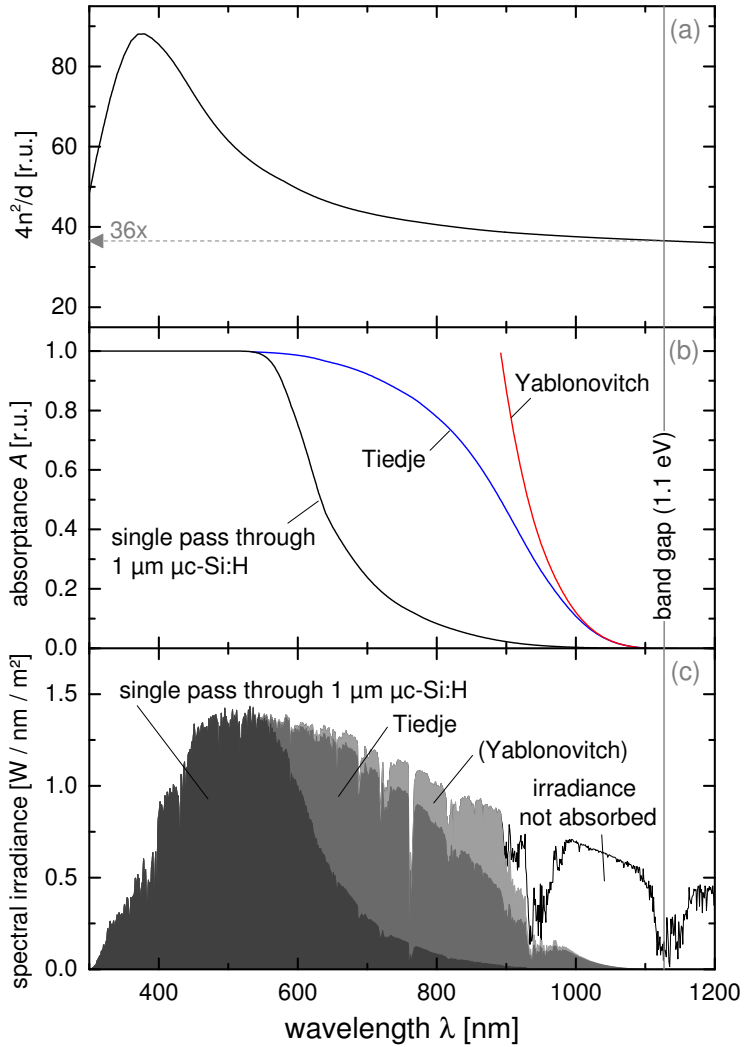 (a)
4n²/d [r.u.]
80
60
40
20
36x
(b)
absorptance A [r.u.]
1.0
0.8
0.6
0.4
0.2
0.0
Yablonovitch
Tiedje
single pass through
1 µm µc-Si:H
band gap (1.1 eV)
(c)
spectral irradiance [W / nm / m²]
1.5
1.0
0.5
0.0
single pass through 1 µm µc-Si:H
Tiedje
(Yablonovitch)
irradiance
not absorbed
400
600
800
1000
1200
wavelength λ [nm]